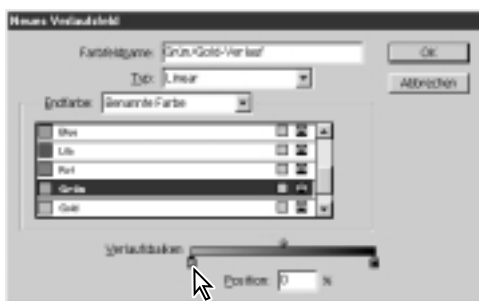 Neues Verlaufsfeld
Farbfeldname: Grün/Gold-Verlauf
OK
Typ: Linear
Abbrechen
Endfarbe: Benannte Farbe
Blau
Lila
Rot
Grün
Gold
Verlaufsbalken
Position: 0 %